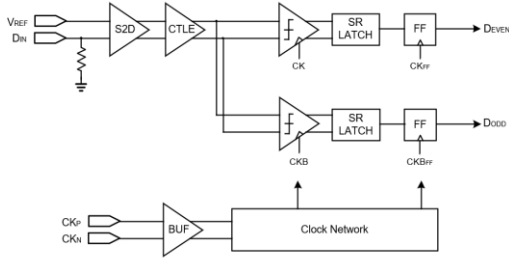 VREF
DIN
S2D
CTLE
CK
SR
LATCH
FF
CKFF
DEVEN
CKB
SR
LATCH
FF
CKBFF
DODD
CKP
CKN
BUF
Clock Network